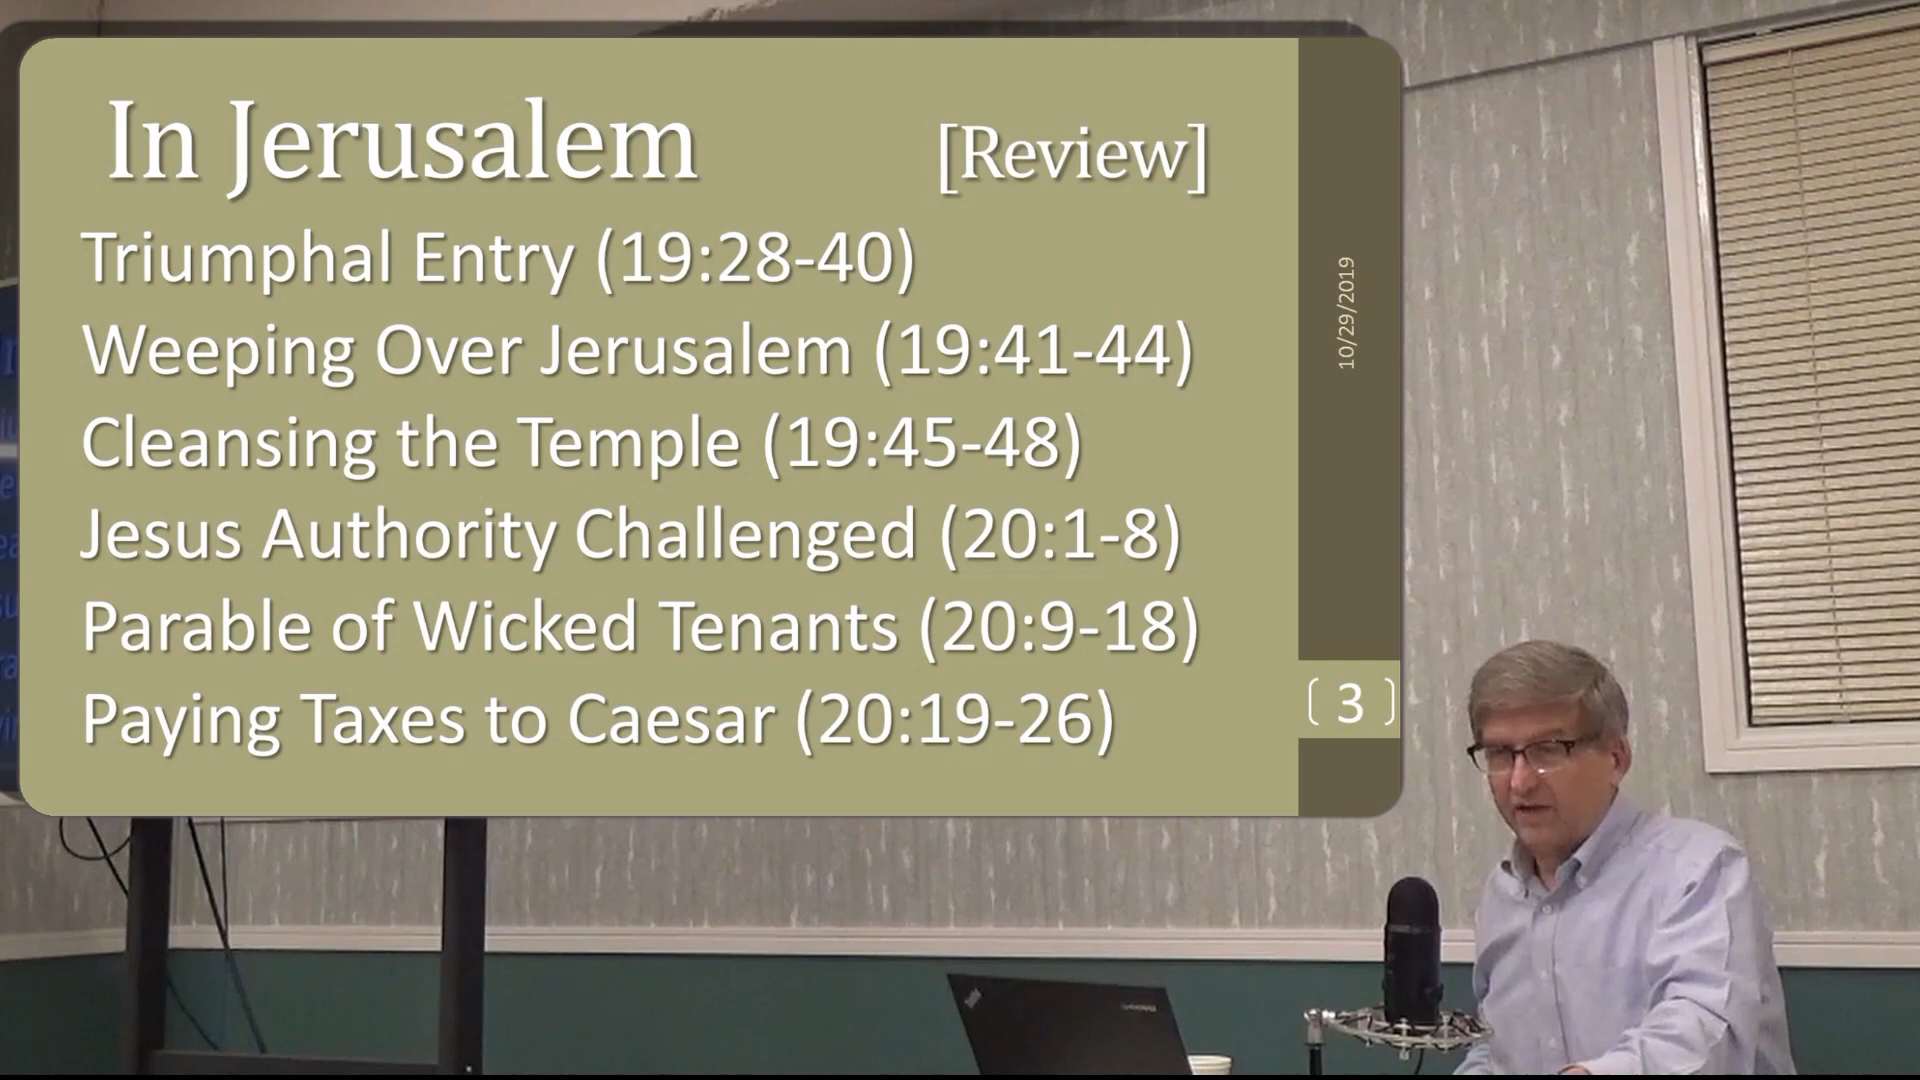 In Jerusalem [Review]
Triumphal Entry (19:28-40)
Weeping Over Jerusalem (19:41-44)
Cleansing the Temple (19:45-48)
Jesus Authority Challenged (20:1-8)
Parable of Wicked Tenants (20:9-18)
Paying Taxes to Caesar (20:19-26)
10/29/2019
3